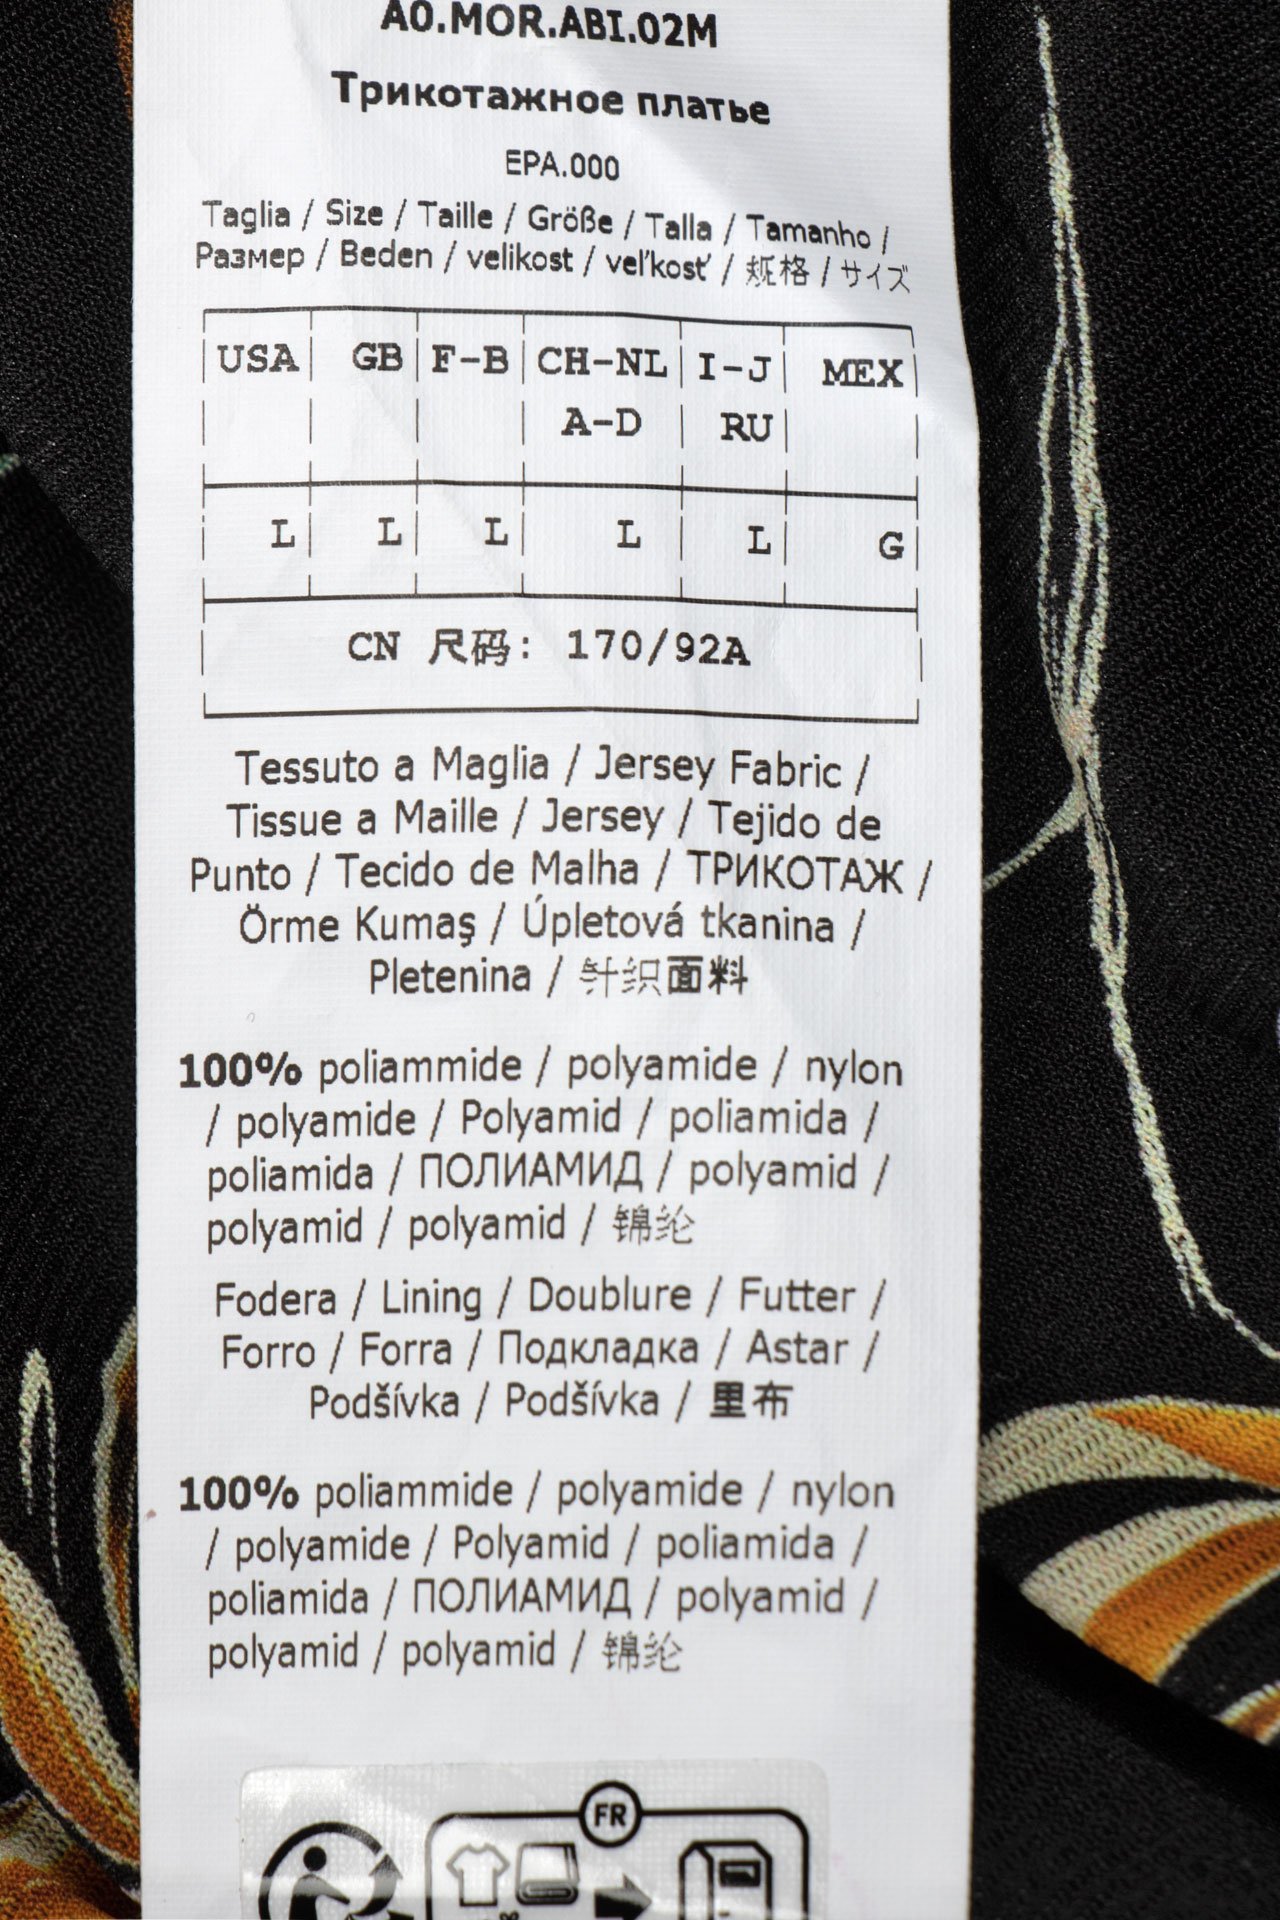 A0.MOR.ABI.02M
Трикотажное платье
EPA.000
Taglia / Size / Taille / Größe / Talla / Tamanho /
Размер / Beden / velikost / veľkosť / 规格 / サイズ
USA GB F-B CH-NL I-J MEX
A-D RU
L L L L L G
CN 尺码: 170/92A
Tessuto a Maglia / Jersey Fabric /
Tissue a Maille / Jersey / Tejido de
Punto / Tecido de Malha / ТРИКОТАЖ /
Örme Kumaş / Úpletová tkanina /
Pletenina / 针织面料
100% poliammide / polyamide / nylon
/ polyamide / Polyamid / poliamida /
poliamida / ПОЛИАМИД / polyamid /
polyamid / polyamid / 锦纶
Fodera / Lining / Doublure / Futter /
Forro / Forra / Подкладка / Astar /
Podšívka / Podšívka / 里布
100% poliammide / polyamide / nylon
/ polyamide / Polyamid / poliamida /
poliamida / ПОЛИАМИД / polyamid /
polyamid / polyamid / 锦纶
FR